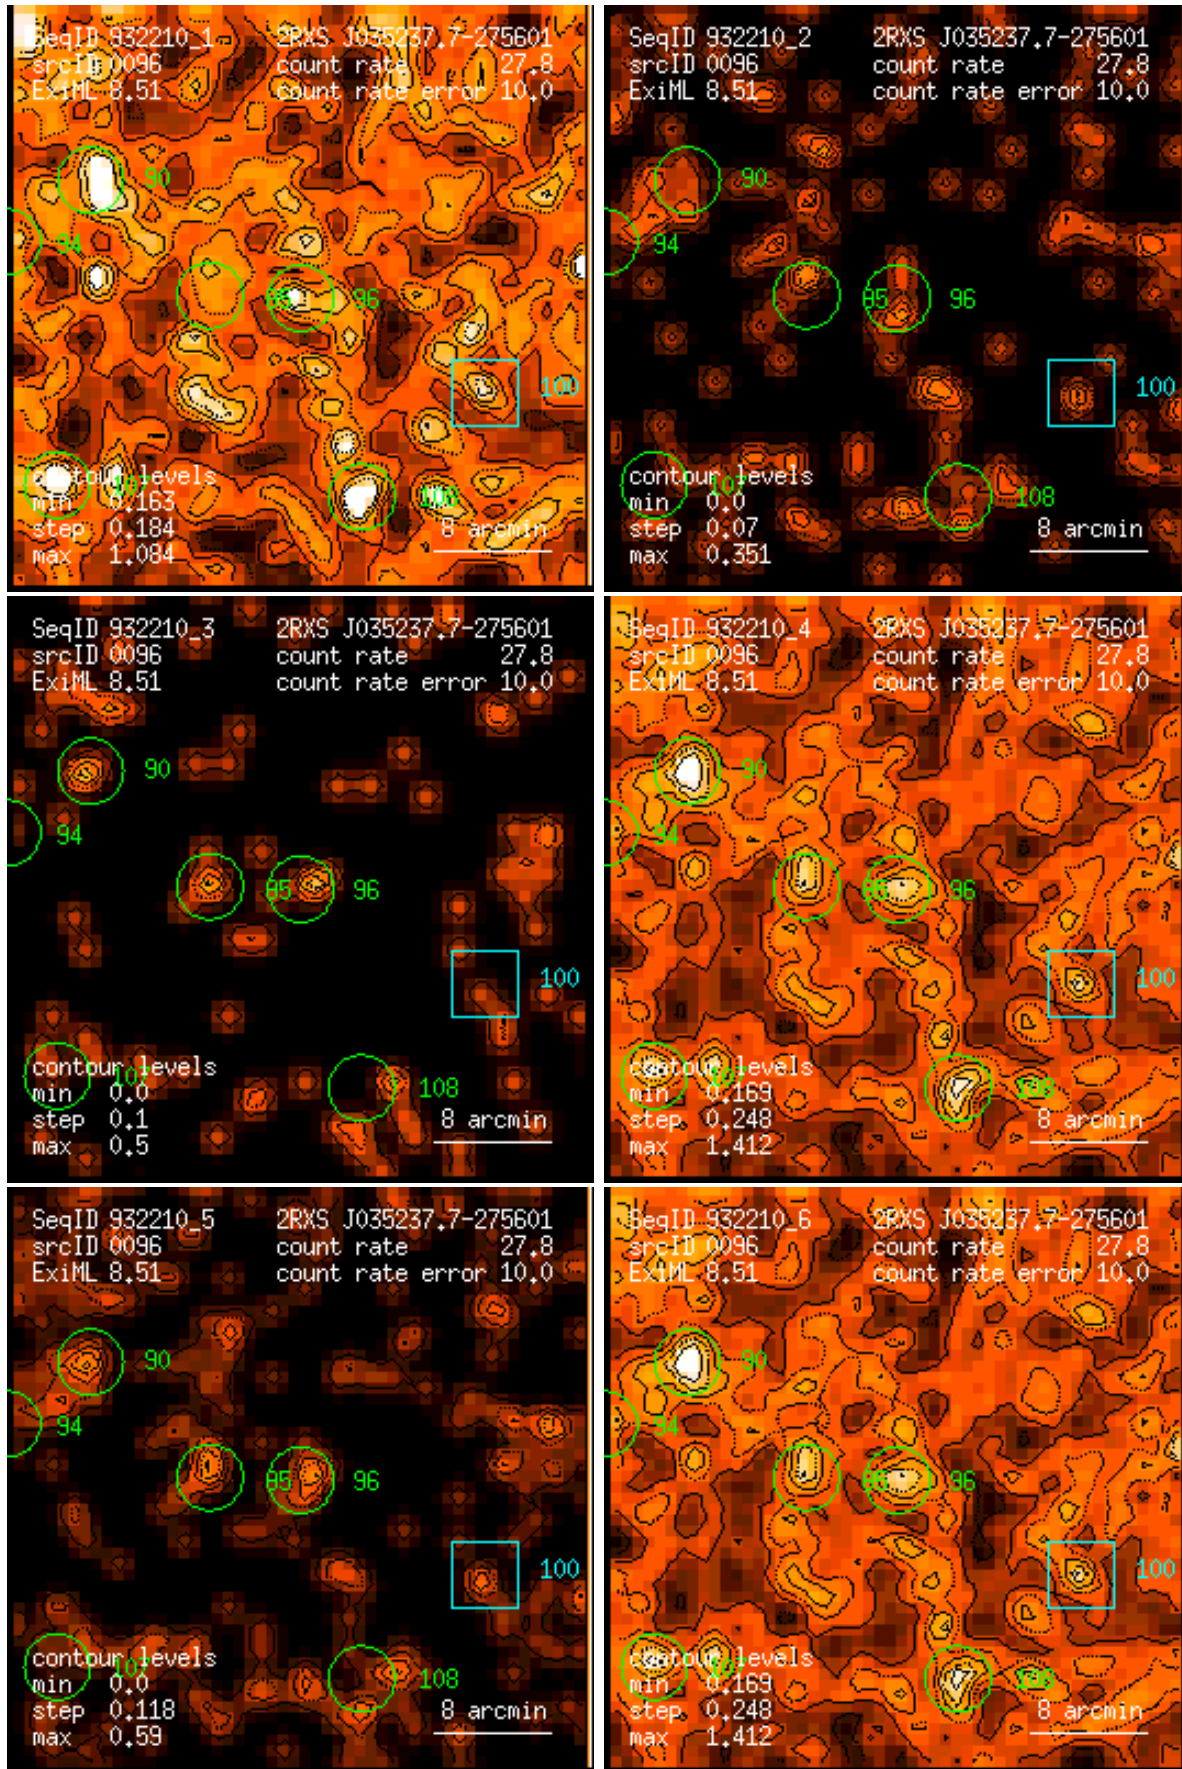 SeqID 932210_1 2RXS J035237.7-275601
srcID 0096 count rate 27.8
ExiML 8.51 count rate error 10.0
90
94
85 96
100
contour levels
min 0.163
108
step 0.184 8 arcmin
max 1.084
SeqID 932210_2 2RXS J035237.7-275601
srcID 0096 count rate 27.8
ExiML 8.51 count rate error 10.0
90
94
85 96
100
contour levels
min 0.0 108
step 0.07 8 arcmin
max 0.351
SeqID 932210_3 2RXS J035237.7-275601
srcID 0096 count rate 27.8
ExiML 8.51 count rate error 10.0
90
94
85 96
100
contour levels
min 0.0 108
step 0.1 8 arcmin
max 0.5
SeqID 932210_4 2RXS J035237.7-275601
srcID 0096 count rate 27.8
ExiML 8.51 count rate error 10.0
90
94
85 96
100
contour levels
min 0.169 108
step 0.248 8 arcmin
max 1.412
SeqID 932210_5 2RXS J035237.7-275601
srcID 0096 count rate 27.8
ExiML 8.51 count rate error 10.0
90
94
85 96
100
contour levels
min 0.0 108
step 0.118 8 arcmin
max 0.59
SeqID 932210_6 2RXS J035237.7-275601
srcID 0096 count rate 27.8
ExiML 8.51 count rate error 10.0
90
94
85 96
100
contour levels
min 0.169 108
step 0.248 8 arcmin
max 1.412